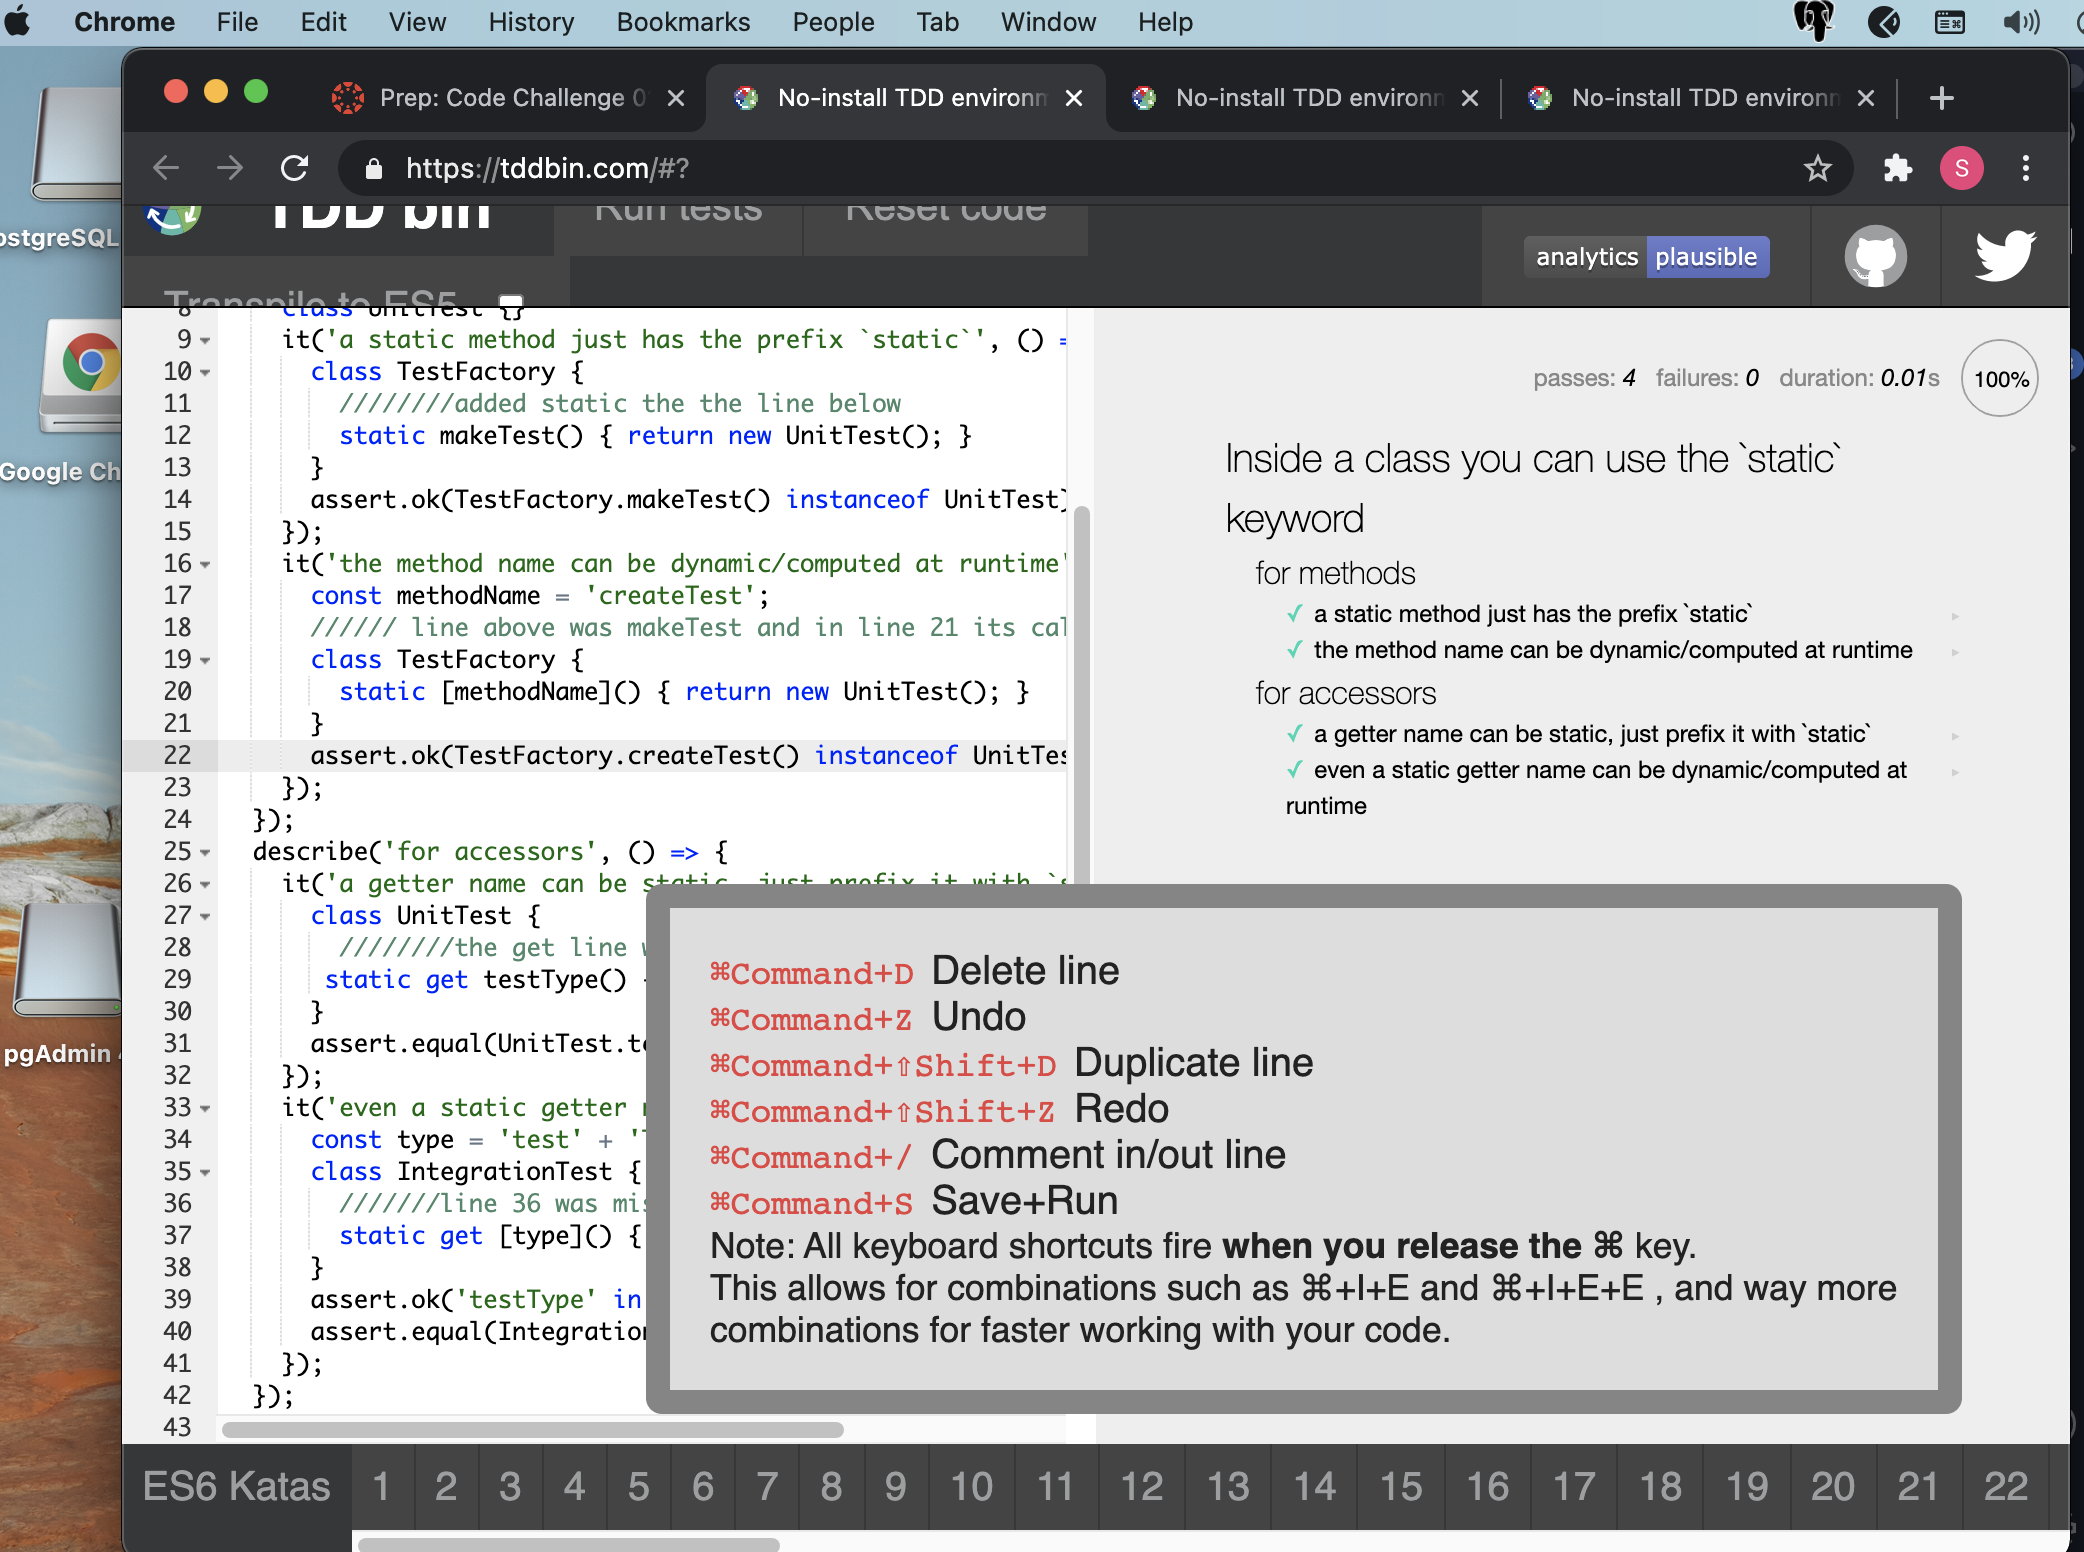 Chrome File Edit View History Bookmarks People Tab Window Help
Prep: Code Challenge 0
No-install TDD environm
No-install TDD environn
No-install TDD environn
https://tddbin.com/#?
S
TDD bin Run tests Reset code
analytics plausible
Transpile to ES5
ostgreSQL
Google Ch
pgAdmin 4
8 class UnitTest {}
9 it('a static method just has the prefix `static`', () =
10 class TestFactory {
11 ////////added static the the line below
12 static makeTest() { return new UnitTest(); }
13 }
14 assert.ok(TestFactory.makeTest() instanceof UnitTest)
15 });
16 it('the method name can be dynamic/computed at runtime'
17 const methodName = 'createTest';
18 ////// line above was makeTest and in line 21 its cal
19 class TestFactory {
20 static [methodName]() { return new UnitTest(); }
21 }
22 assert.ok(TestFactory.createTest() instanceof UnitTes
23 });
24 });
25 describe('for accessors', () => {
26 it('a getter name can be static, just prefix it with `s
27 class UnitTest {
28 ////////the get line w
29 static get testType() {
30 }
31 assert.equal(UnitTest.te
32 });
33 it('even a static getter n
34 const type = 'test' + 'T
35 class IntegrationTest {
36 ///////line 36 was mis
37 static get [type]() {
38 }
39 assert.ok('testType' in
40 assert.equal(Integration
41 });
42 });
43
passes: 4 failures: 0 duration: 0.01s 100%
Inside a class you can use the `static`
keyword
for methods
✓ a static method just has the prefix `static`
✓ the method name can be dynamic/computed at runtime
for accessors
✓ a getter name can be static, just prefix it with `static`
✓ even a static getter name can be dynamic/computed at
runtime
⌘Command+D Delete line
⌘Command+Z Undo
⌘Command+⇧Shift+D Duplicate line
⌘Command+⇧Shift+Z Redo
⌘Command+/ Comment in/out line
⌘Command+S Save+Run
Note: All keyboard shortcuts fire when you release the ⌘ key.
This allows for combinations such as ⌘+I+E and ⌘+I+E+E , and way more
combinations for faster working with your code.
ES6 Katas 1 2 3 4 5 6 7 8 9 10 11 12 13 14 15 16 17 18 19 20 21 22